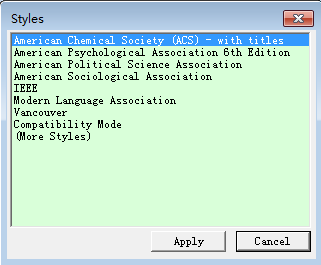 Styles
American Chemical Society (ACS) - with titles
American Psychological Association 6th Edition
American Political Science Association
American Sociological Association
IEEE
Modern Language Association
Vancouver
Compatibility Mode
(More Styles)
Apply
Cancel